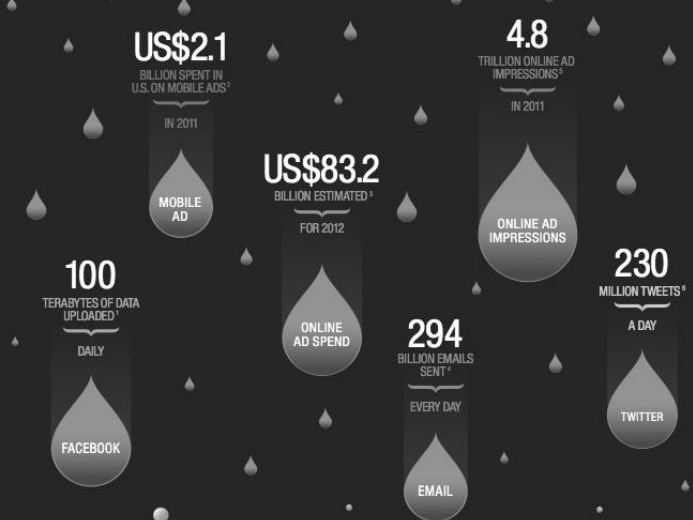 US$2.1
BILLION SPENT IN
U.S. ON MOBILE ADS²
IN 2011
MOBILE
AD
4.8
TRILLION ONLINE AD
IMPRESSIONS⁵
IN 2011
ONLINE AD
IMPRESSIONS
US$83.2
BILLION ESTIMATED³
FOR 2012
ONLINE
AD SPEND
100
TERABYTES OF DATA
UPLOADED¹
DAILY
FACEBOOK
294
BILLION EMAILS
SENT⁴
EVERY DAY
EMAIL
230
MILLION TWEETS⁶
A DAY
TWITTER